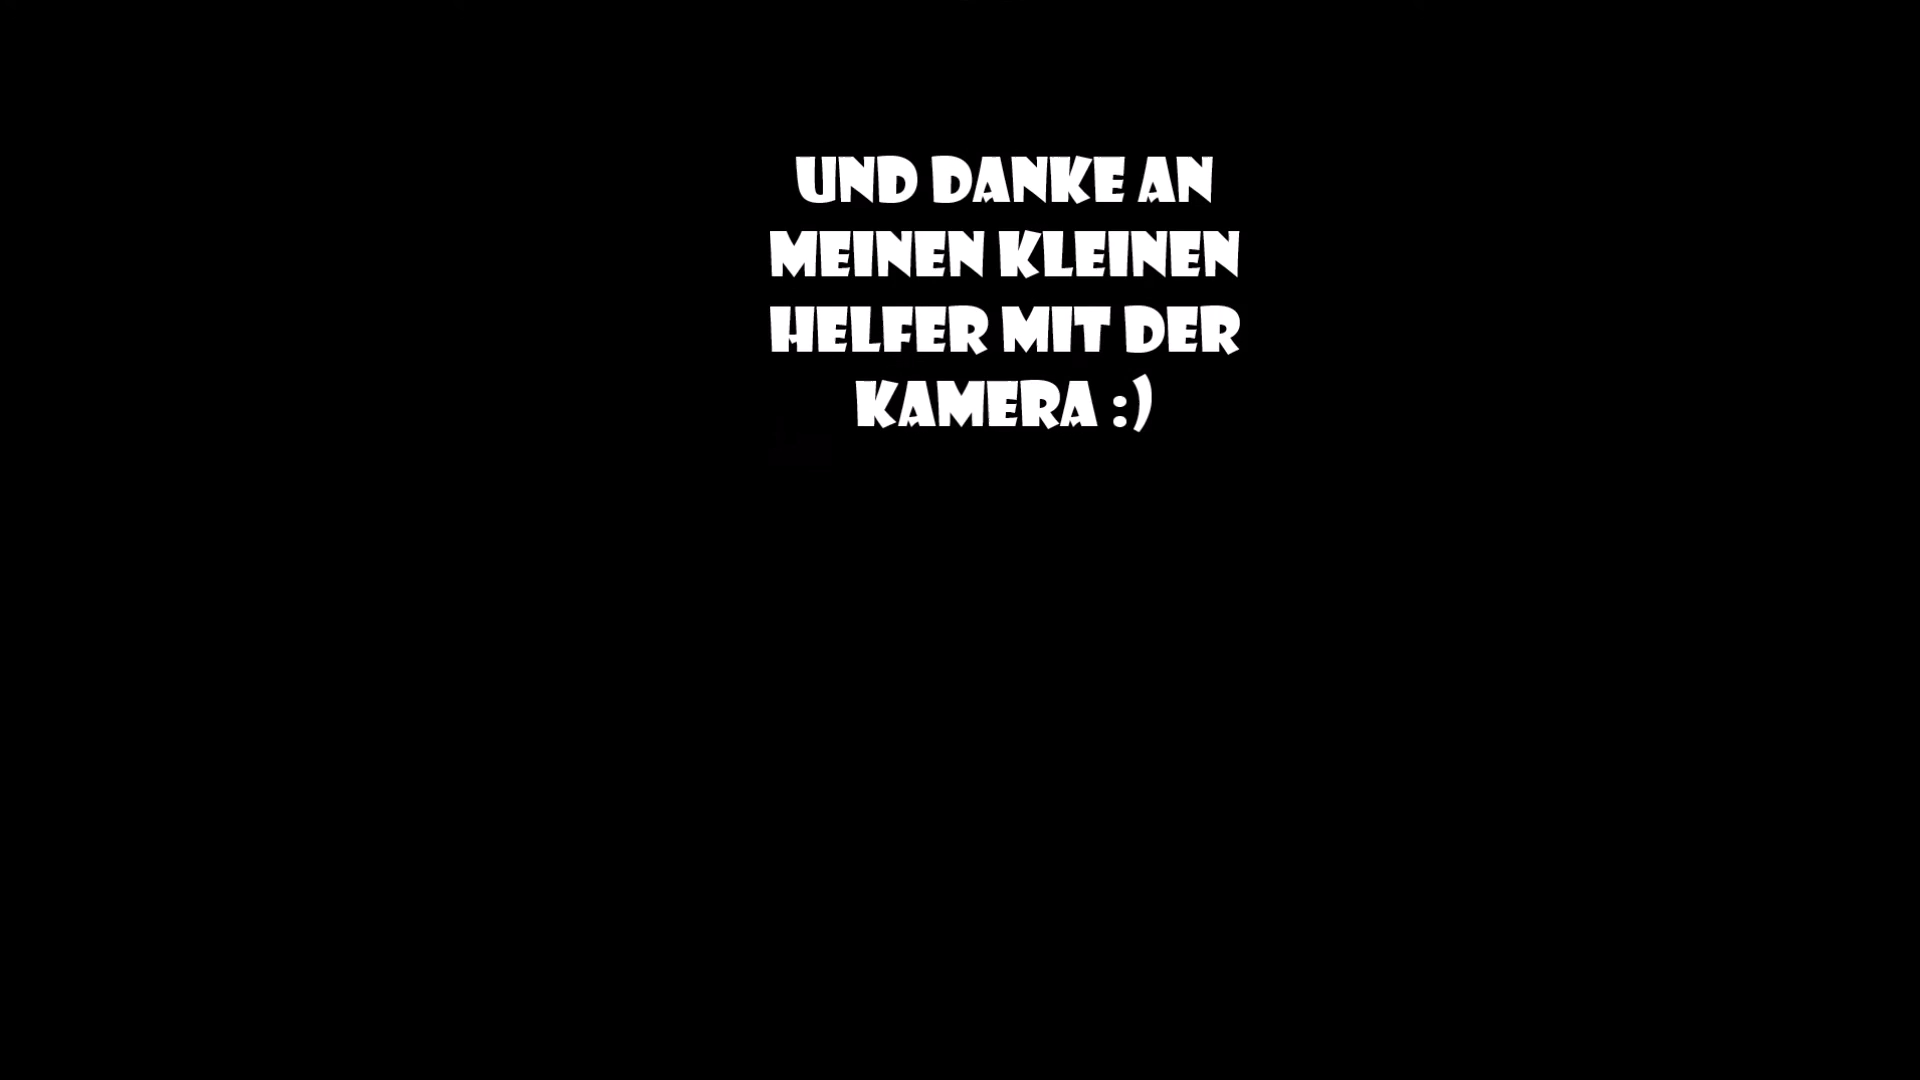 UND DANKE AN
MEINEN KLEINEN
HELFER MIT DER
KAMERA :)